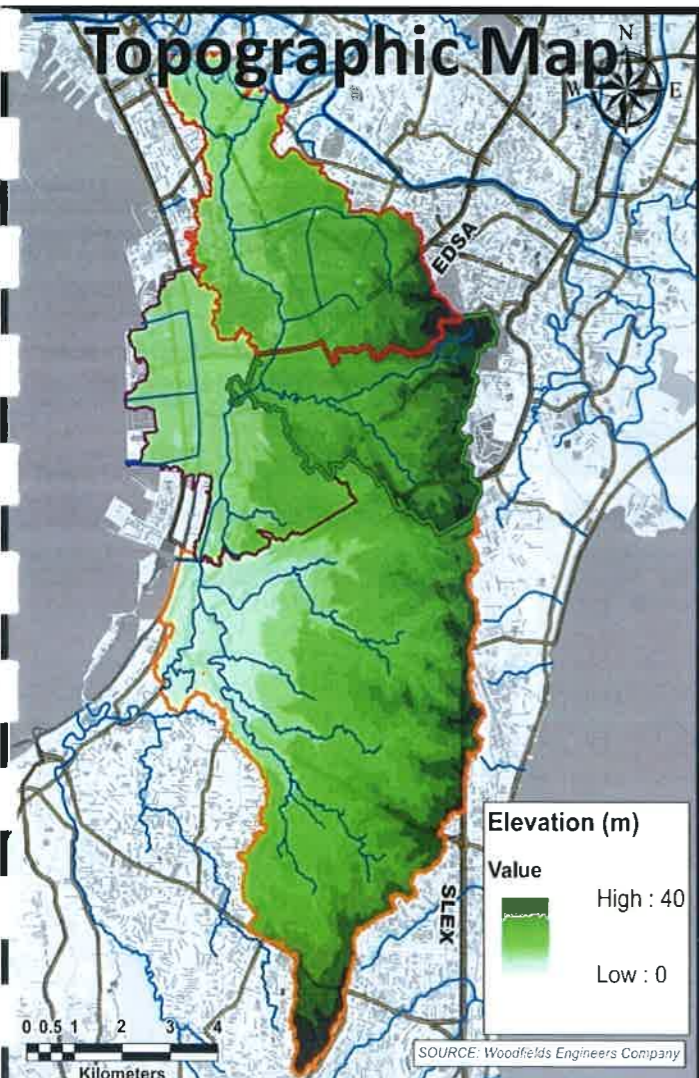 Topographic Map
N
W E
EDSA
Elevation (m)
Value
High : 40
Low : 0
SLEX
0 0.5 1 2 3 4
Kilometers
SOURCE: Woodfields Engineers Company